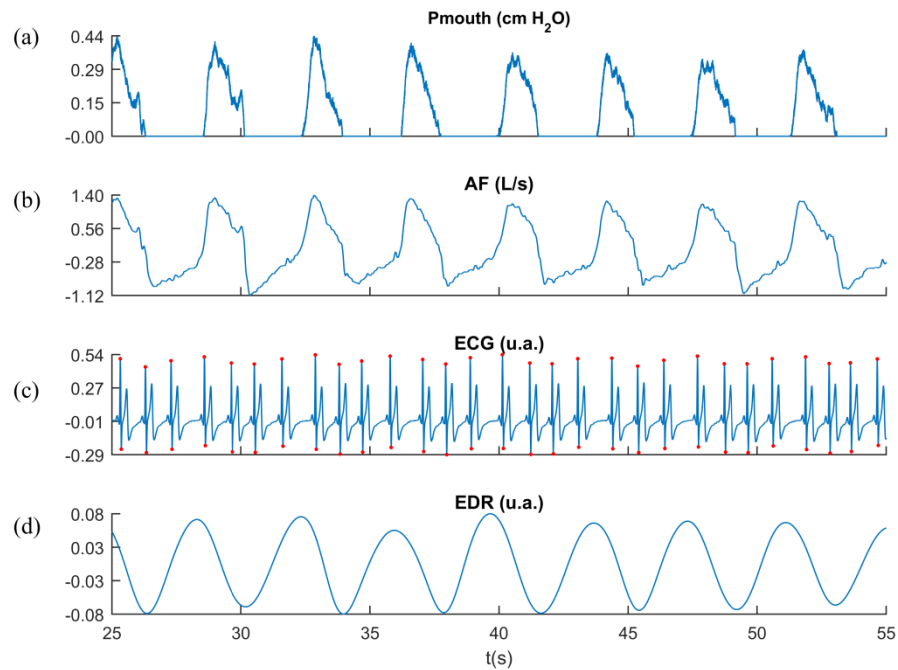 Pmouth (cm H2O)
(a)
0.44
0.29
0.15
-0.00
AF (L/s)
(b)
1.40
0.56
-0.28
-1.12
ECG (u.a.)
(c)
0.54
0.27
-0.01
-0.29
EDR (u.a.)
(d)
0.08
0.03
-0.03
-0.08
25 30 35 40 45 50 55
t(s)